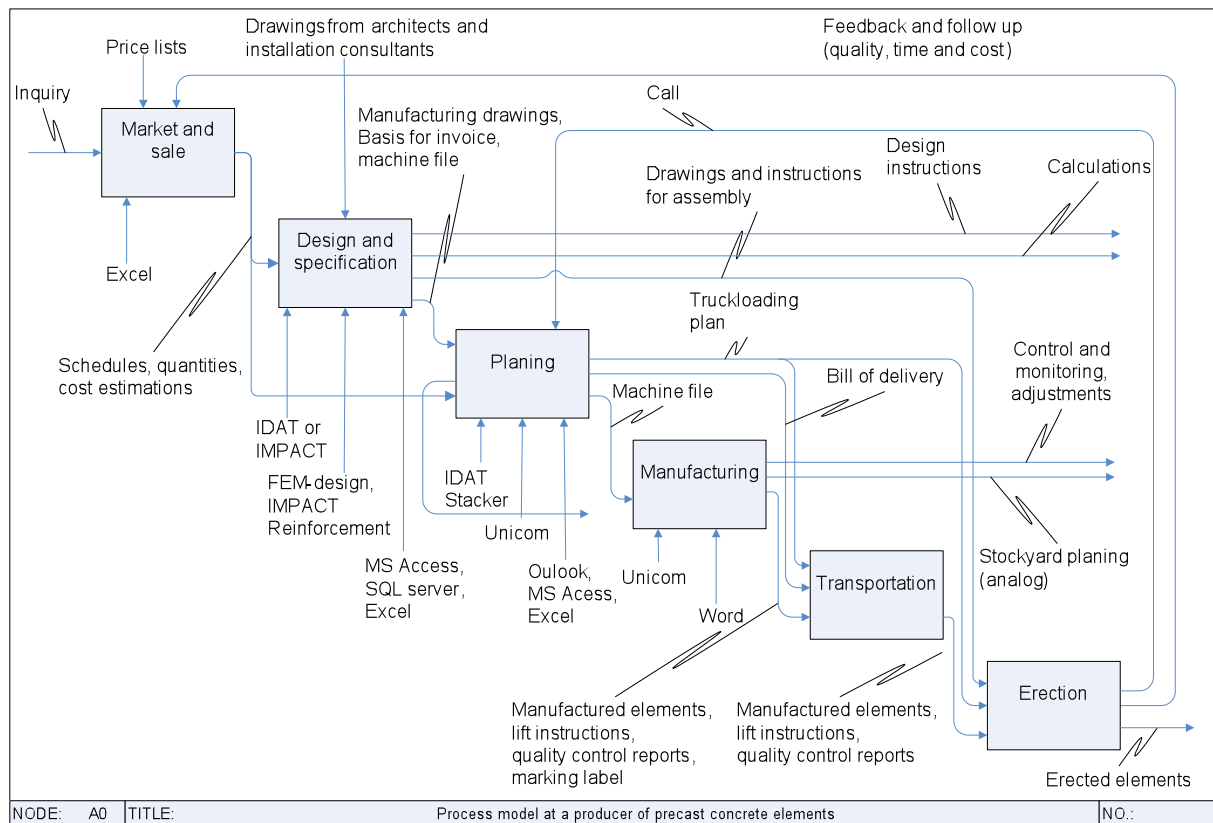 Drawings from architects and
installation consultants
Feedback and follow up
(quality, time and cost)
Price lists
Inquiry
Market and
sale
Excel
Manufacturing drawings,
Basis for invoice,
machine file
Call
Design
instructions
Calculations
Drawings and instructions
for assembly
Design and
specification
Schedules, quantities,
cost estimations
IDAT or
IMPACT
FEM-design,
IMPACT
Reinforcement
MS Access,
SQL server,
Excel
Truckloading
plan
Planing
Machine file
Bill of delivery
Control and
monitoring,
adjustments
IDAT
Stacker
Unicom
Oulook,
MS Acess,
Excel
Manufacturing
Unicom
Word
Stockyard planing
(analog)
Transportation
Manufactured elements,
lift instructions,
quality control reports,
marking label
Manufactured elements,
lift instructions,
quality control reports
Erection
Erected elements
NODE: A0 TITLE: Process model at a producer of precast concrete elements NO.: